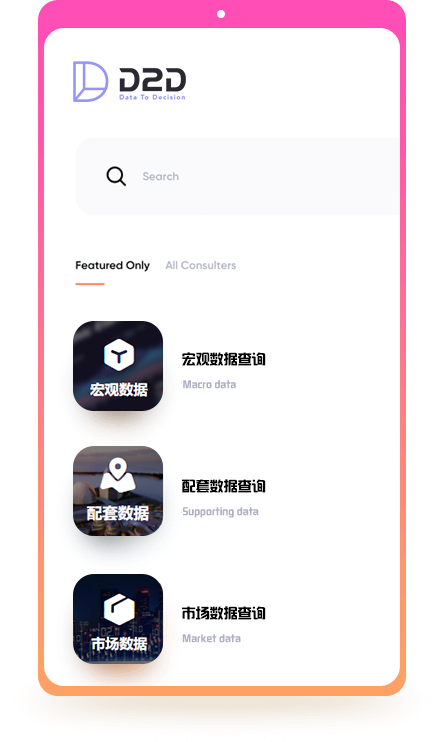 D2D
Data To Decision
Search
Featured Only
All Consulters
宏观数据
宏观数据查询
Macro data
配套数据
配套数据查询
Supporting data
市场数据
市场数据查询
Market data